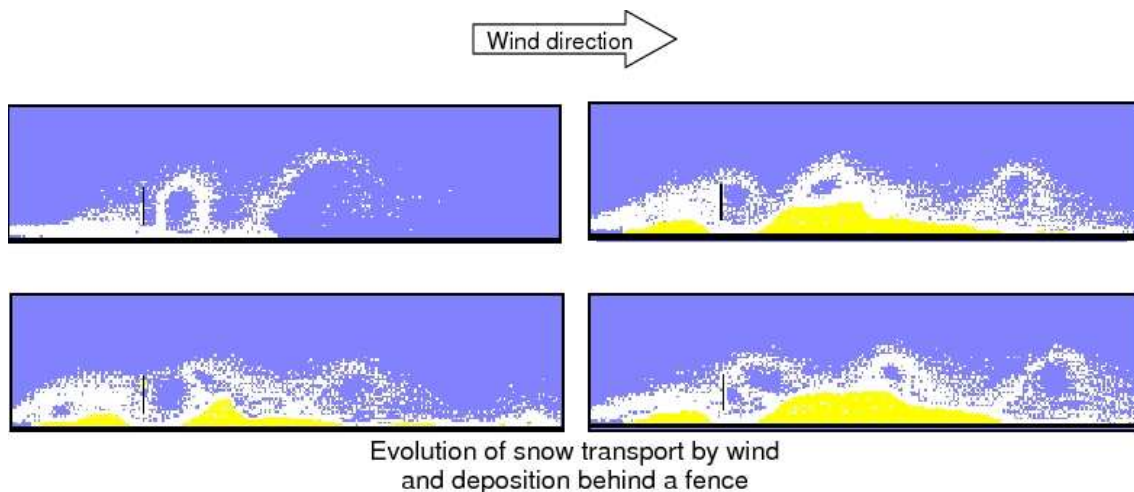 Wind direction
Evolution of snow transport by wind
and deposition behind a fence